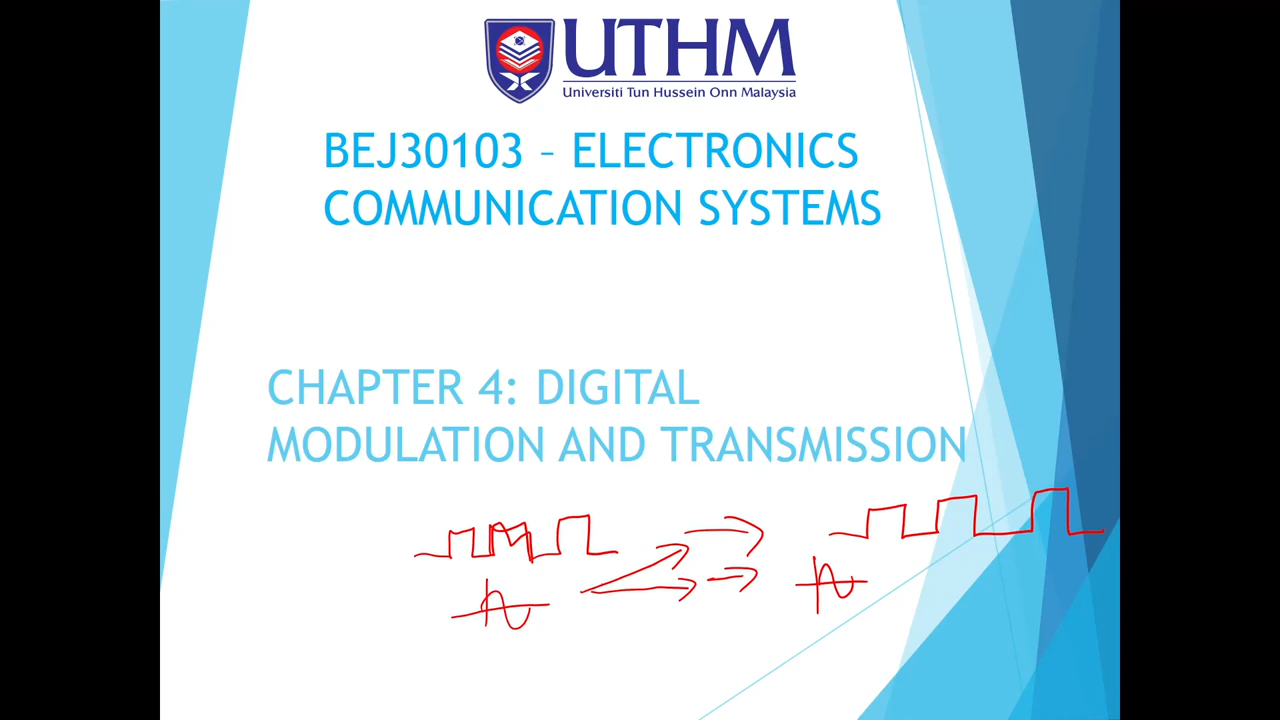 UTHM
Universiti Tun Hussein Onn Malaysia
BEJ30103 – ELECTRONICS
COMMUNICATION SYSTEMS
CHAPTER 4: DIGITAL
MODULATION AND TRANSMISSION